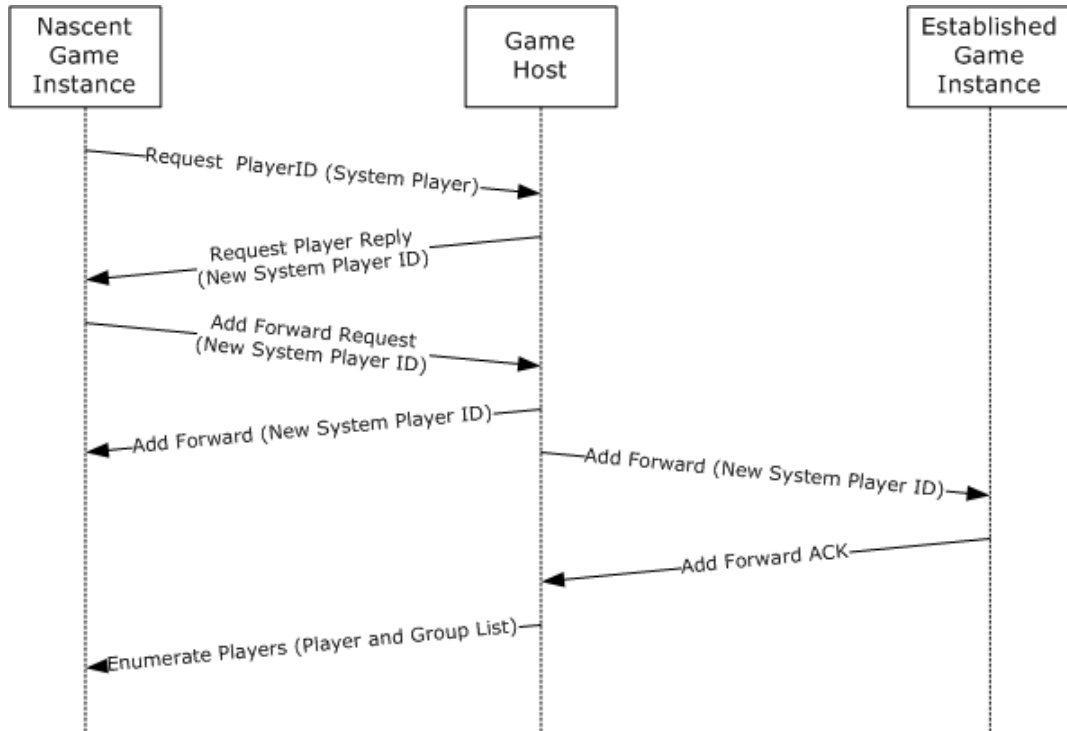 Nascent
Game
Instance
Game
Host
Established
Game
Instance
Request PlayerID (System Player)
Request Player Reply
(New System Player ID)
Add Forward Request
(New System Player ID)
Add Forward (New System Player ID)
Add Forward (New System Player ID)
Add Forward ACK
Enumerate Players (Player and Group List)